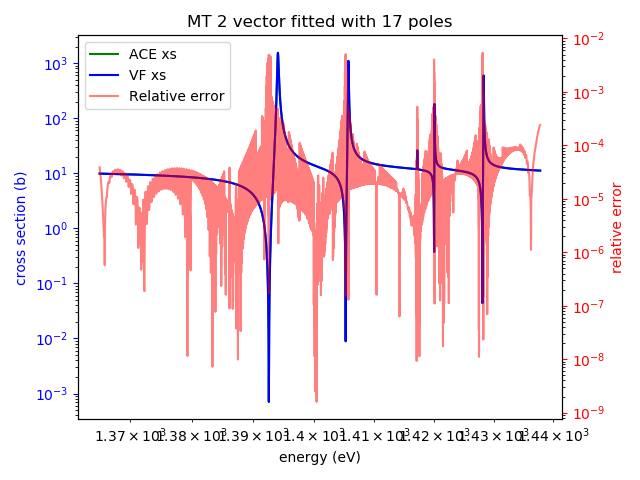 MT 2 vector fitted with 17 poles
ACE xs
VF xs
Relative error
10³
10²
10¹
10⁰
10⁻¹
10⁻²
10⁻³
cross section (b)
10⁻²
10⁻³
10⁻⁴
10⁻⁵
10⁻⁶
10⁻⁷
10⁻⁸
10⁻⁹
relative error
1.37×10³ 1.38×10³ 1.39×10³ 1.4×10³ 1.41×10³ 1.42×10³ 1.43×10³ 1.44×10³
energy (eV)